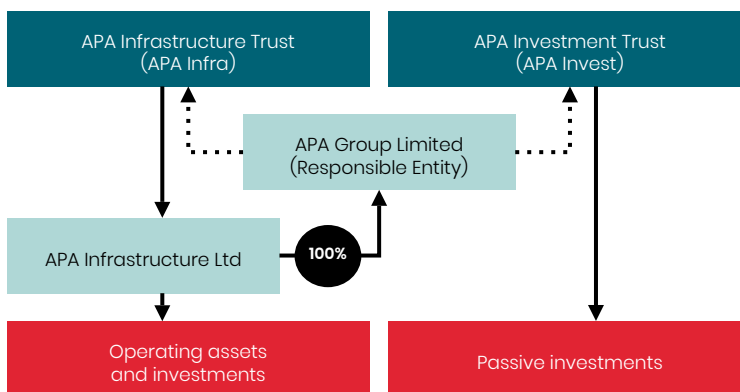 APA Infrastructure Trust
(APA Infra)
APA Investment Trust
(APA Invest)
APA Group Limited
(Responsible Entity)
APA Infrastructure Ltd
100%
Operating assets
and investments
Passive investments